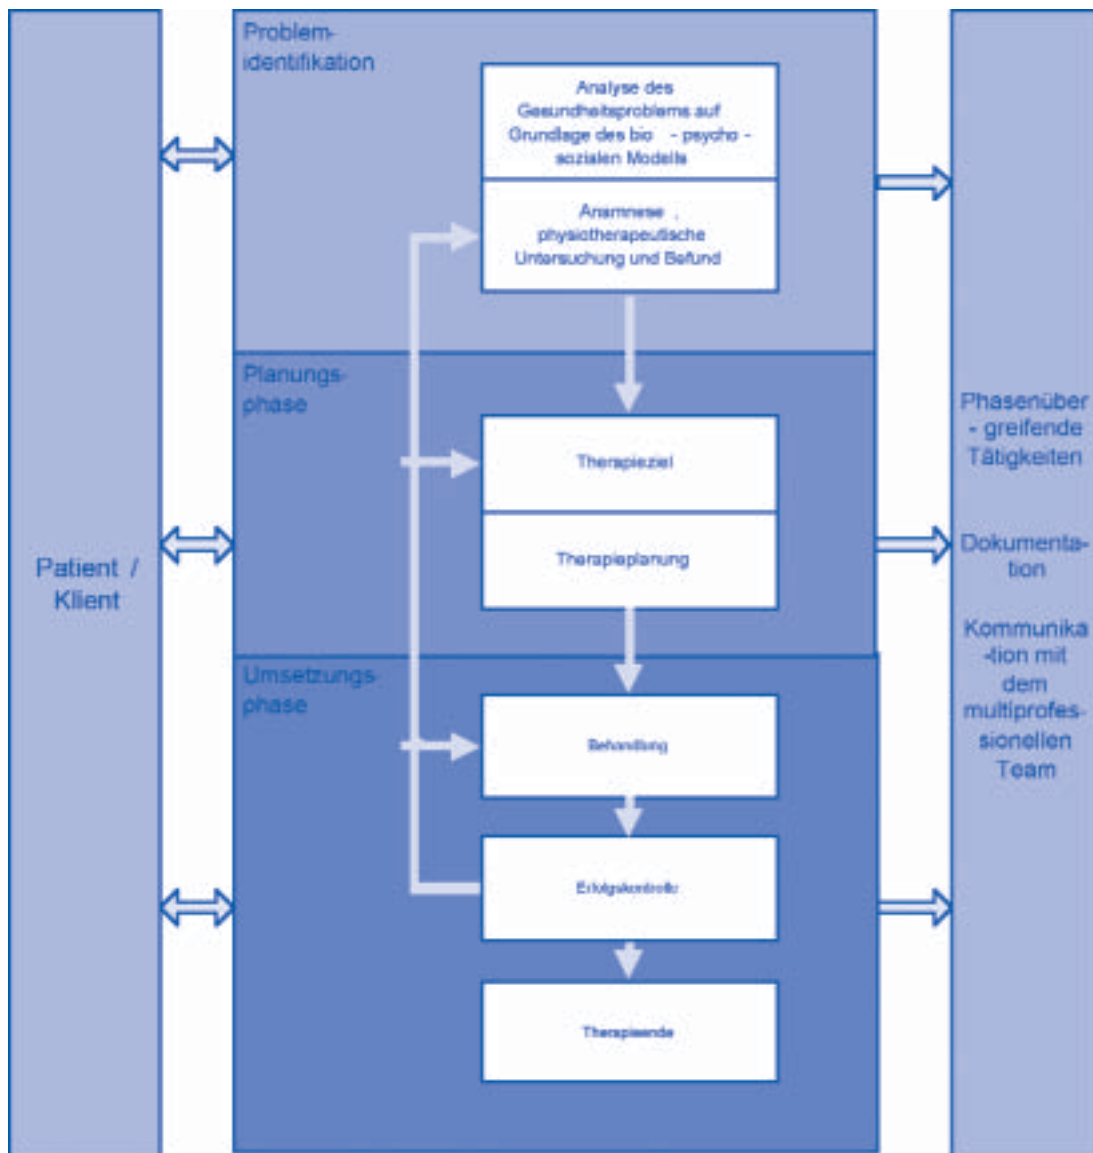 Problem-
identifikation
Analyse des
Gesundheitsproblems auf
Grundlage des bio - psycho -
sozialen Modells
Anamnese ,
physiotherapeutische
Untersuchung und Befund
Planungs-
phase
Therapieziel
Therapieplanung
Umsetzungs-
phase
Behandlung
Erfolgskontrolle
Therapieende
Patient /
Klient
Phasenüber
- greifende
Tätigkeiten
Dokumenta-
tion
Kommunika
-tion mit
dem
multiprofes-
sionellen
Team